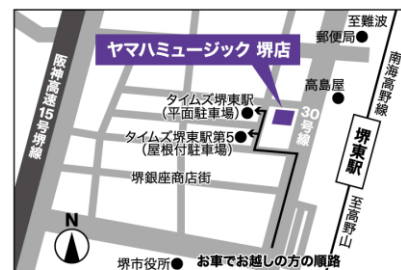 至難波
郵便局●
ヤマハミュージック 堺店
阪神高速15号堺線
南海高野線
高島屋
タイムズ堺東駅
(平面駐車場)
30号線
タイムズ堺東駅第5
(屋根付駐車場)
堺東駅
堺銀座商店街
至高野山
N
堺市役所●
お車でお越しの方の順路